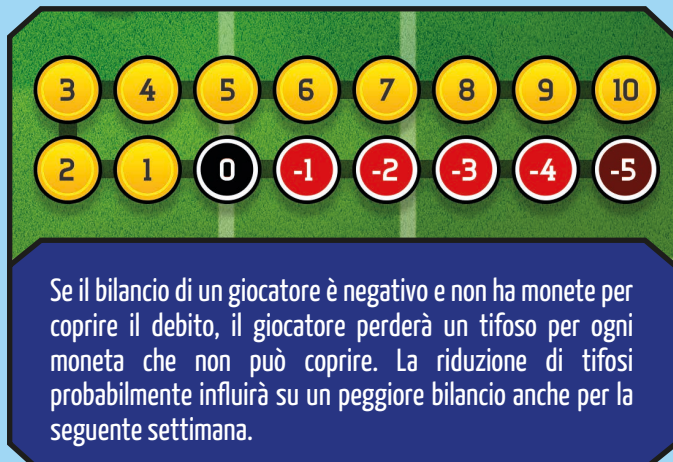 3 4 5 6 7 8 9 10
2 1 0 -1 -2 -3 -4 -5
Se il bilancio di un giocatore è negativo e non ha monete per
coprire il debito, il giocatore perderà un tifoso per ogni
moneta che non può coprire. La riduzione di tifosi
probabilmente influirà su un peggiore bilancio anche per la
seguente settimana.